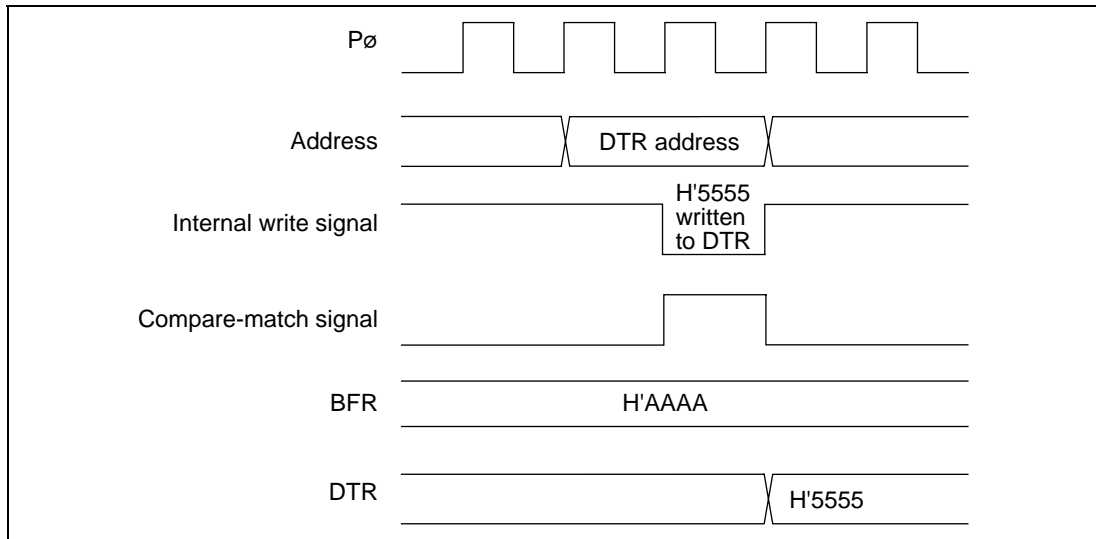 Pø
Address
DTR address
H'5555
written
to DTR
Internal write signal
Compare-match signal
BFR
H'AAAA
DTR
H'5555